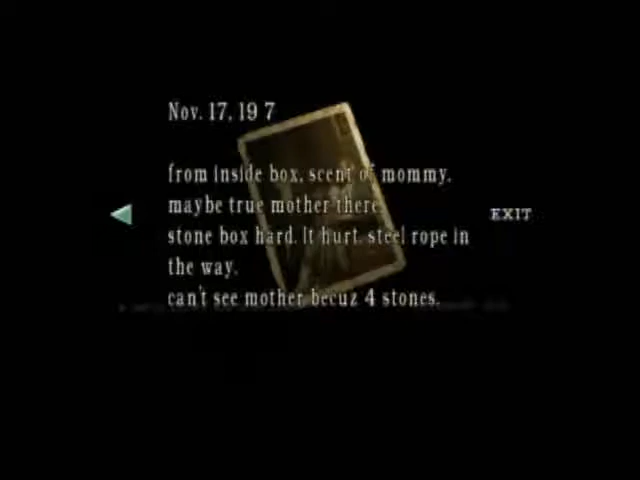 Nov. 17, 19 7
from inside box, scent of mommy.
maybe true mother there
stone box hard. It hurt. steel rope in
the way.
can't see mother becuz 4 stones.
EXIT